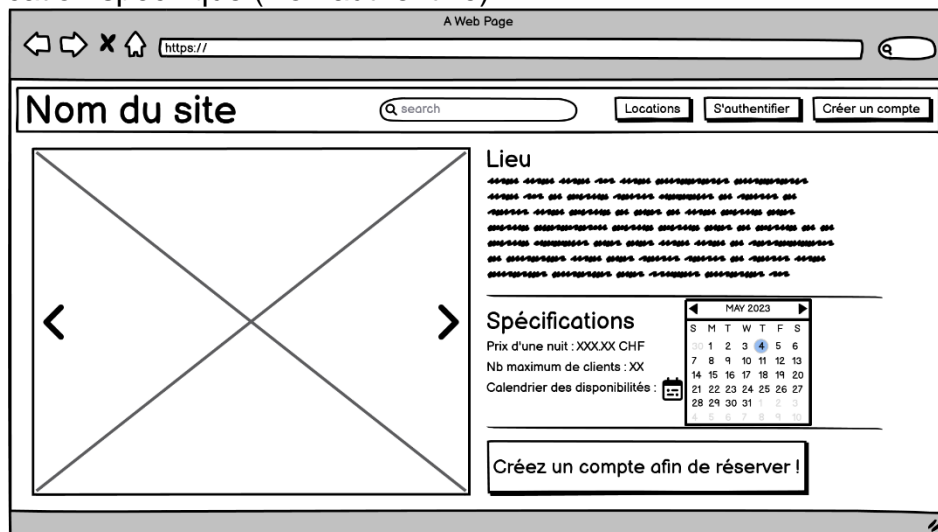 A Web Page
https://
Nom du site
search
Locations
S'authentifier
Créer un compte
Lieu
Spécifications
Prix d'une nuit : XXX.XX CHF
Nb maximum de clients : XX
Calendrier des disponibilités :
MAY 2023
S M T W T F S
30 1 2 3 4 5 6
7 8 9 10 11 12 13
14 15 16 17 18 19 20
21 22 23 24 25 26 27
28 29 30 31 1 2 3
4 5 6 7 8 9 10
Créez un compte afin de réserver !